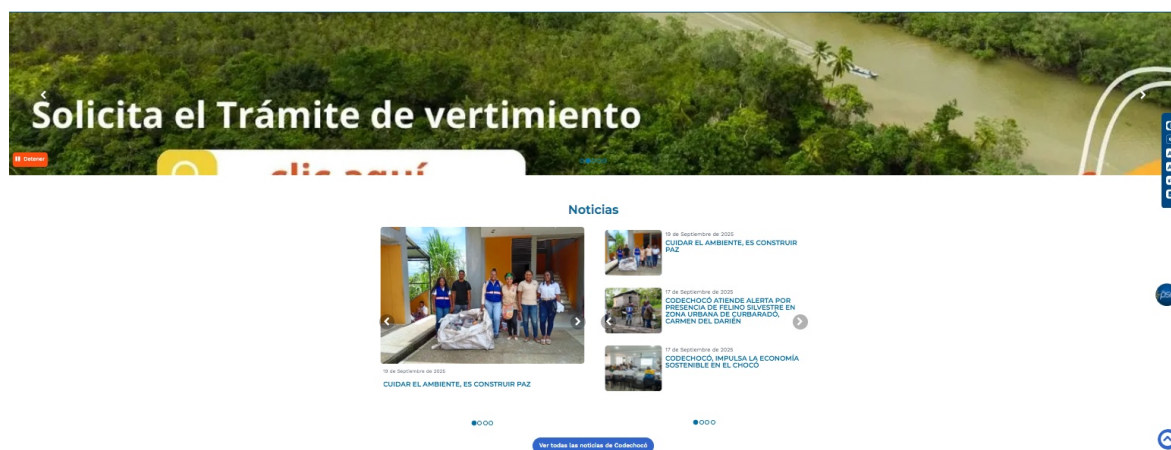 Solicita el Trámite de vertimiento
Detener
clic aquí
Noticias
19 de Septiembre de 2025
CUIDAR EL AMBIENTE, ES CONSTRUIR PAZ
19 de Septiembre de 2025
CUIDAR EL AMBIENTE, ES CONSTRUIR
PAZ
17 de Septiembre de 2025
CODECHOCÓ ATIENDE ALERTA POR
PRESENCIA DE FELINO SILVESTRE EN
ZONA URBANA DE CURBARADÓ,
CARMEN DEL DARIÉN
17 de Septiembre de 2025
CODECHOCÓ, IMPULSA LA ECONOMÍA
SOSTENIBLE EN EL CHOCÓ
Ver todas las noticias de Codechocó